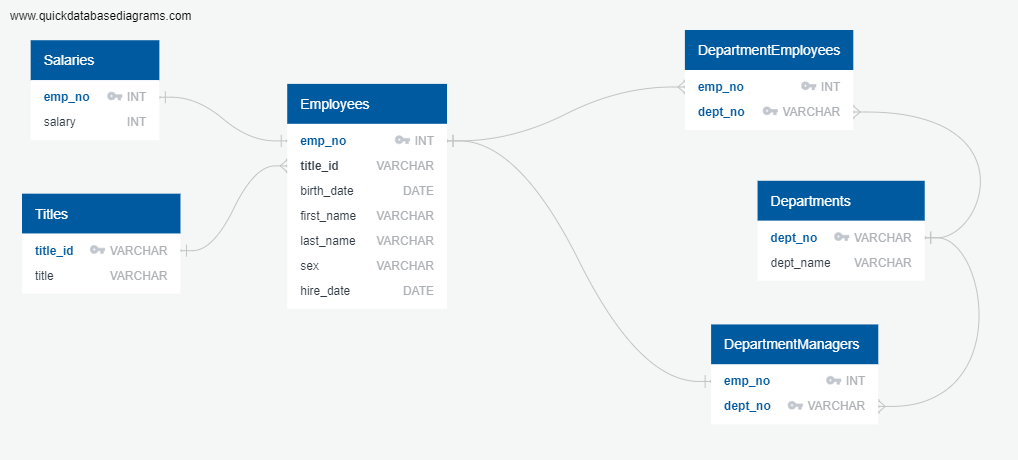 www.quickdatabasediagrams.com
Salaries
emp_no INT
salary INT
Titles
title_id VARCHAR
title VARCHAR
Employees
emp_no INT
title_id VARCHAR
birth_date DATE
first_name VARCHAR
last_name VARCHAR
sex VARCHAR
hire_date DATE
DepartmentEmployees
emp_no INT
dept_no VARCHAR
Departments
dept_no VARCHAR
dept_name VARCHAR
DepartmentManagers
emp_no INT
dept_no VARCHAR